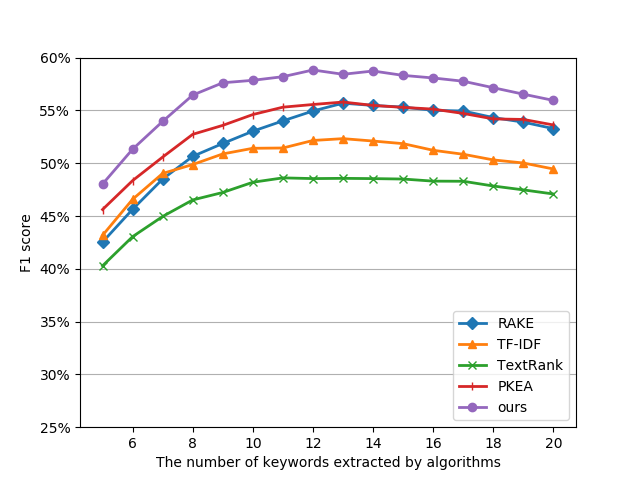 60%
55%
50%
45%
40%
35%
30%
25%
F1 score
6 8 10 12 14 16 18 20
The number of keywords extracted by algorithms
RAKE
TF-IDF
TextRank
PKEA
ours